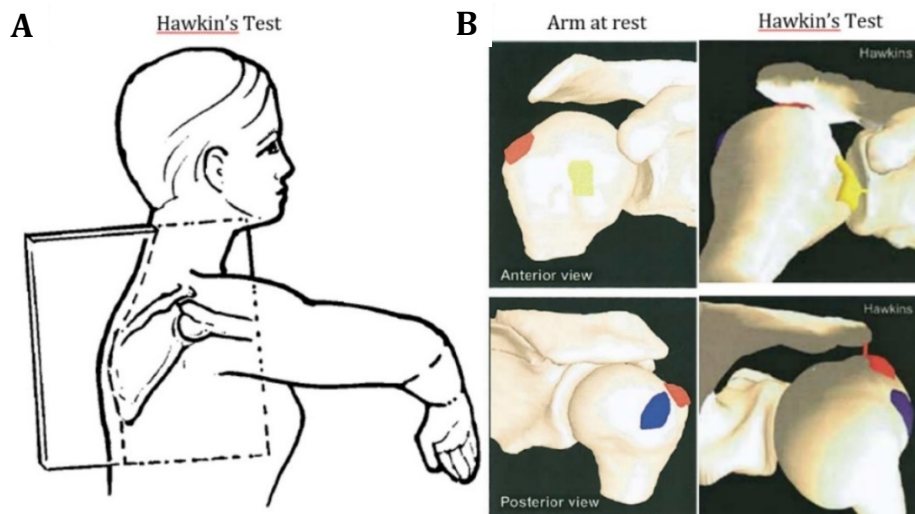 A
Hawkin's Test
B
Arm at rest
Hawkin's Test
Hawkins
Anterior view
Hawkins
Posterior view